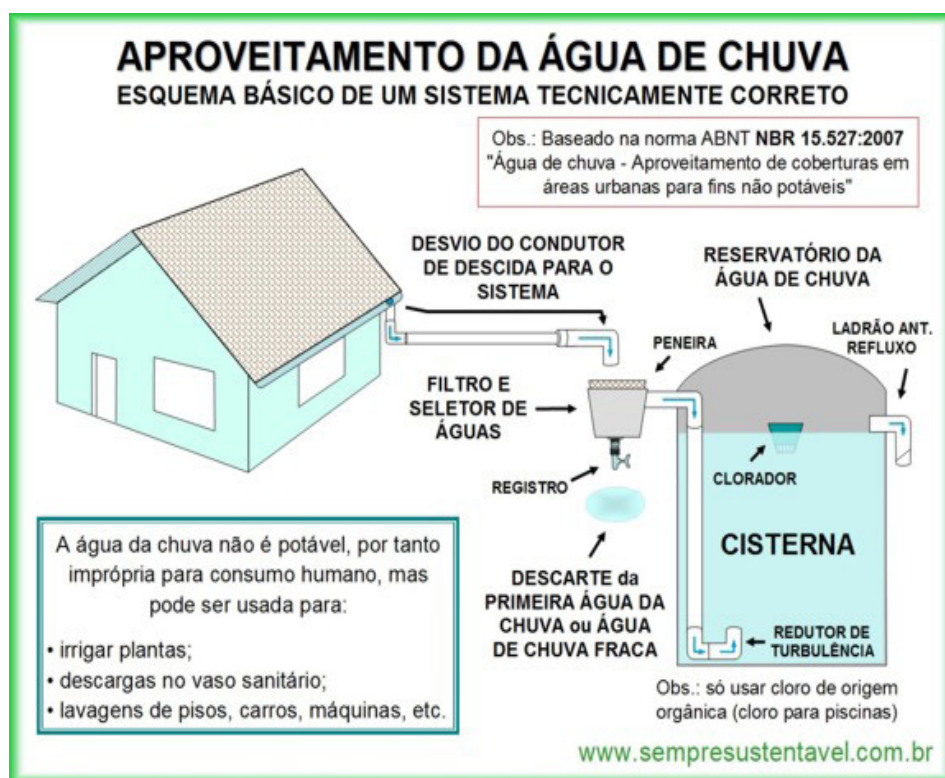 APROVEITAMENTO DA ÁGUA DE CHUVA
ESQUEMA BÁSICO DE UM SISTEMA TECNICAMENTE CORRETO
Obs.: Baseado na norma ABNT NBR 15.527:2007
"Água de chuva - Aproveitamento de coberturas em
áreas urbanas para fins não potáveis"
DESVIO DO CONDUTOR
DE DESCIDA PARA O
SISTEMA
RESERVATÓRIO DA
ÁGUA DE CHUVA
LADRÃO ANT.
REFLUXO
PENEIRA
FILTRO E
SELETOR DE
ÁGUAS
REGISTRO
CLORADOR
CISTERNA
DESCARTE da
PRIMEIRA ÁGUA DA
CHUVA ou ÁGUA
DE CHUVA FRACA
REDUTOR DE
TURBULÊNCIA
A água da chuva não é potável, por tanto
imprópria para consumo humano, mas
pode ser usada para:
• irrigar plantas;
• descargas no vaso sanitário;
• lavagens de pisos, carros, máquinas, etc.
Obs.: só usar cloro de origem
orgânica (cloro para piscinas)
www.sempresustentavel.com.br